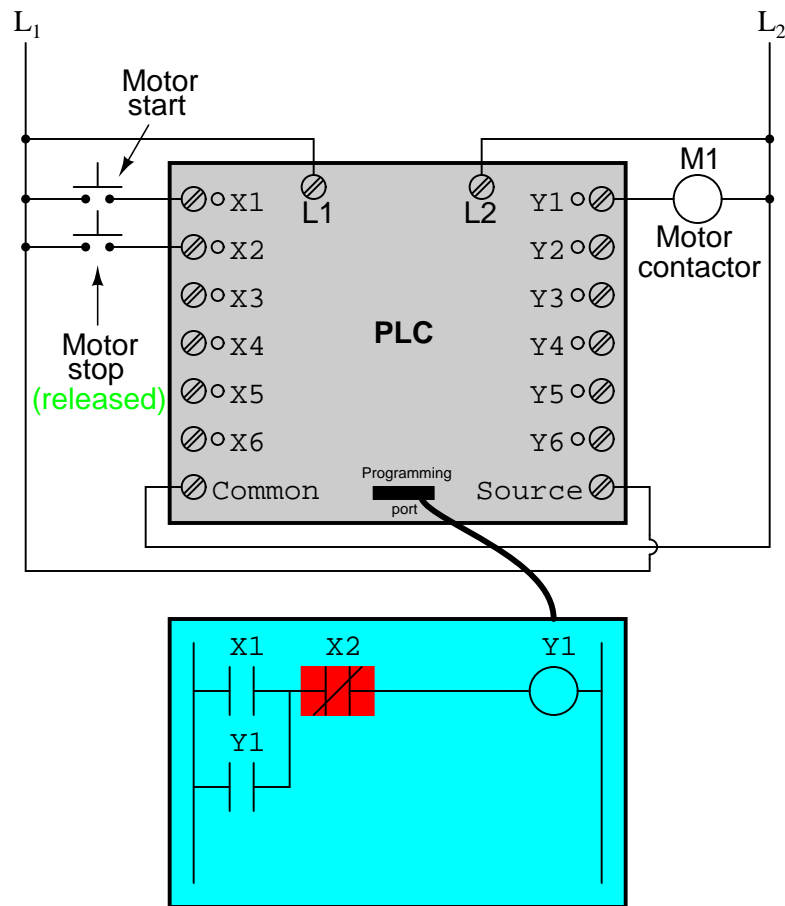 L1 L2
Motor
start
M1
X1 L1 L2 Y1
Motor
contactor
X2 Y2
X3 Y3
Motor
stop
(released)
X4 PLC Y4
X5 Y5
X6 Y6
Common Programming
port Source
X1 X2 Y1
Y1